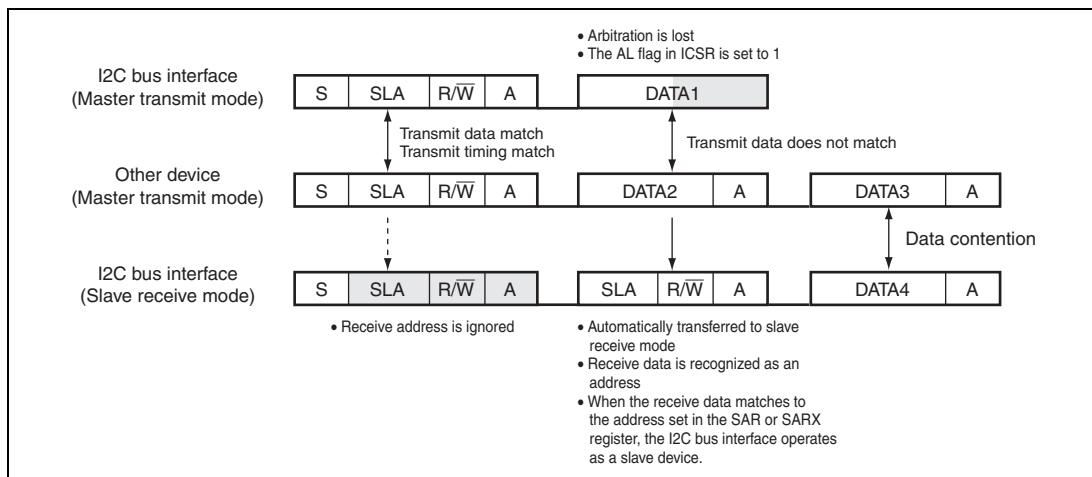 • Arbitration is lost
• The AL flag in ICSR is set to 1
I2C bus interface
(Master transmit mode)
S SLA R/W̅ A DATA1
Transmit data match
Transmit timing match
Transmit data does not match
Other device
(Master transmit mode)
S SLA R/W̅ A DATA2 A DATA3 A
Data contention
I2C bus interface
(Slave receive mode)
S SLA R/W̅ A SLA R/W̅ A DATA4 A
• Receive address is ignored
• Automatically transferred to slave
receive mode
• Receive data is recognized as an
address
• When the receive data matches to
the address set in the SAR or SARX
register, the I2C bus interface operates
as a slave device.